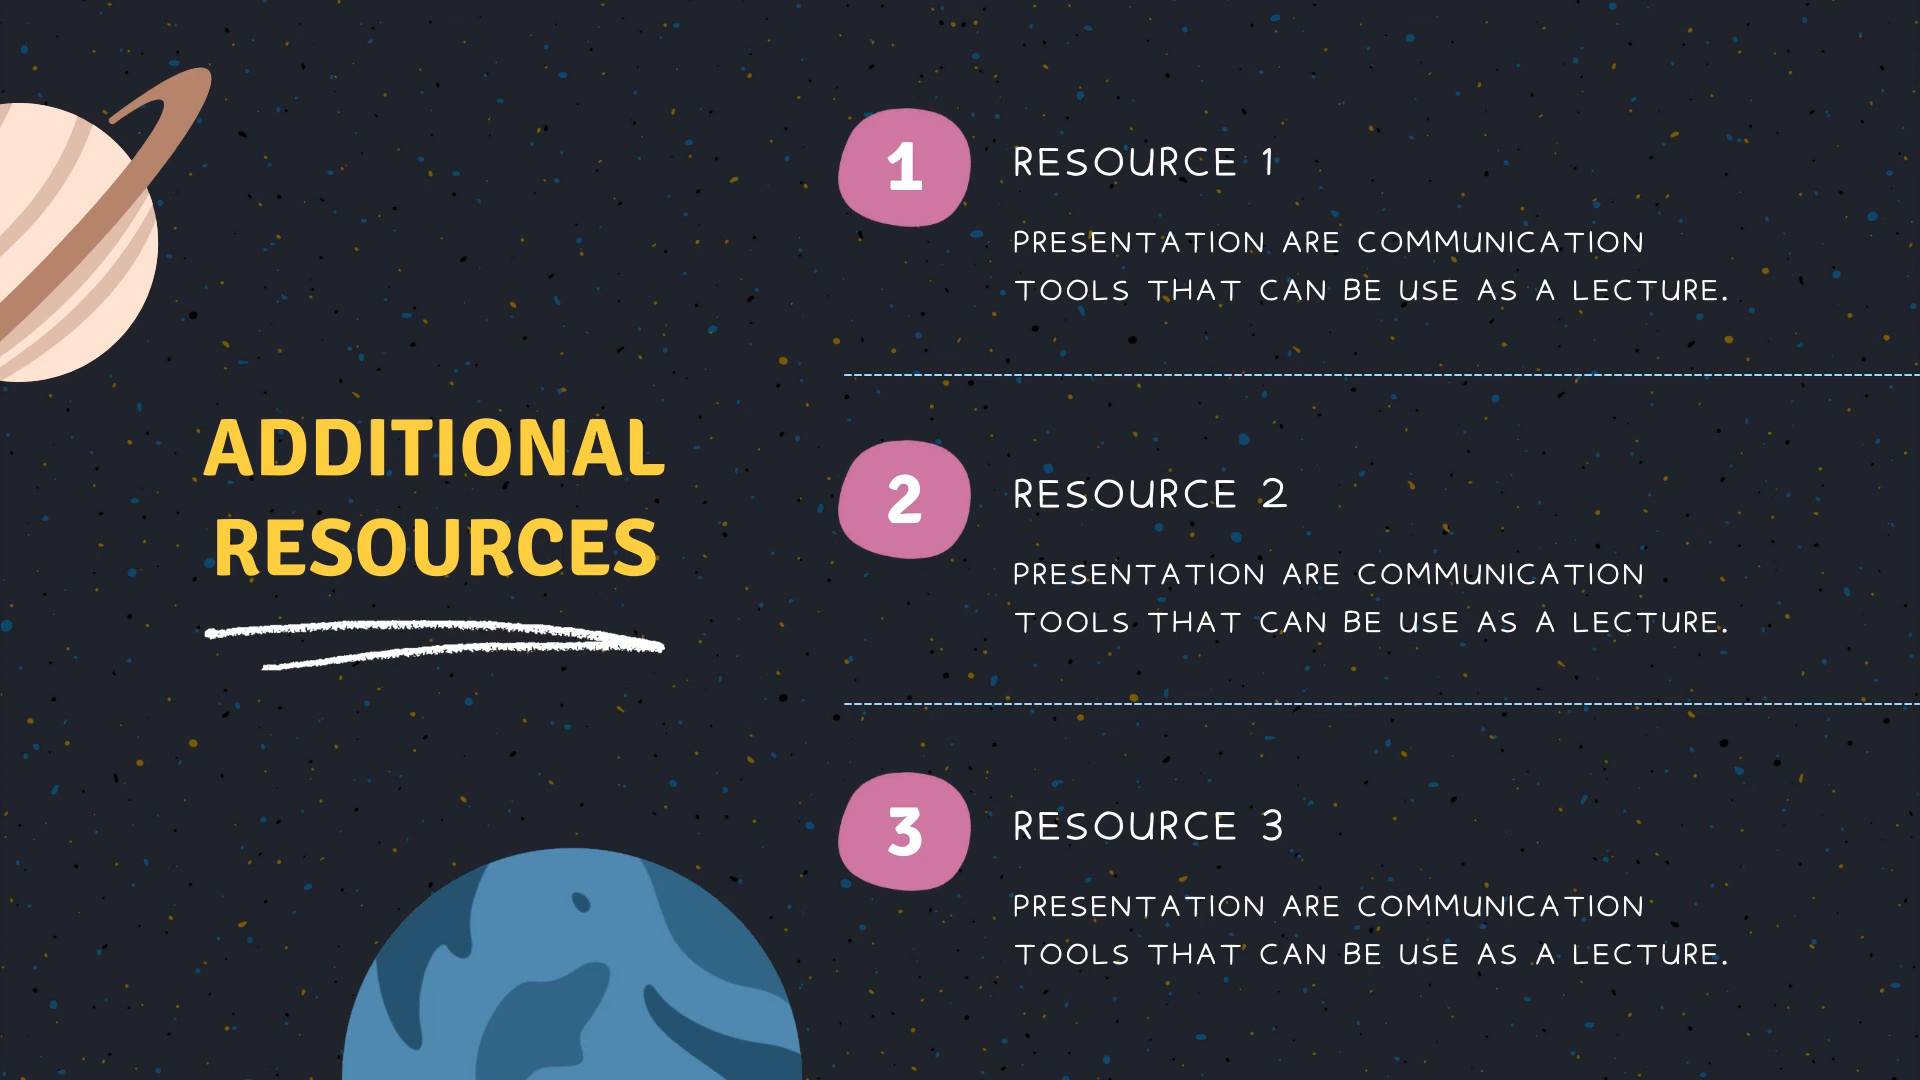 ADDITIONAL
RESOURCES
1
RESOURCE 1
PRESENTATION ARE COMMUNICATION
TOOLS THAT CAN BE USE AS A LECTURE.
2
RESOURCE 2
PRESENTATION ARE COMMUNICATION
TOOLS THAT CAN BE USE AS A LECTURE.
3
RESOURCE 3
PRESENTATION ARE COMMUNICATION
TOOLS THAT CAN BE USE AS A LECTURE.